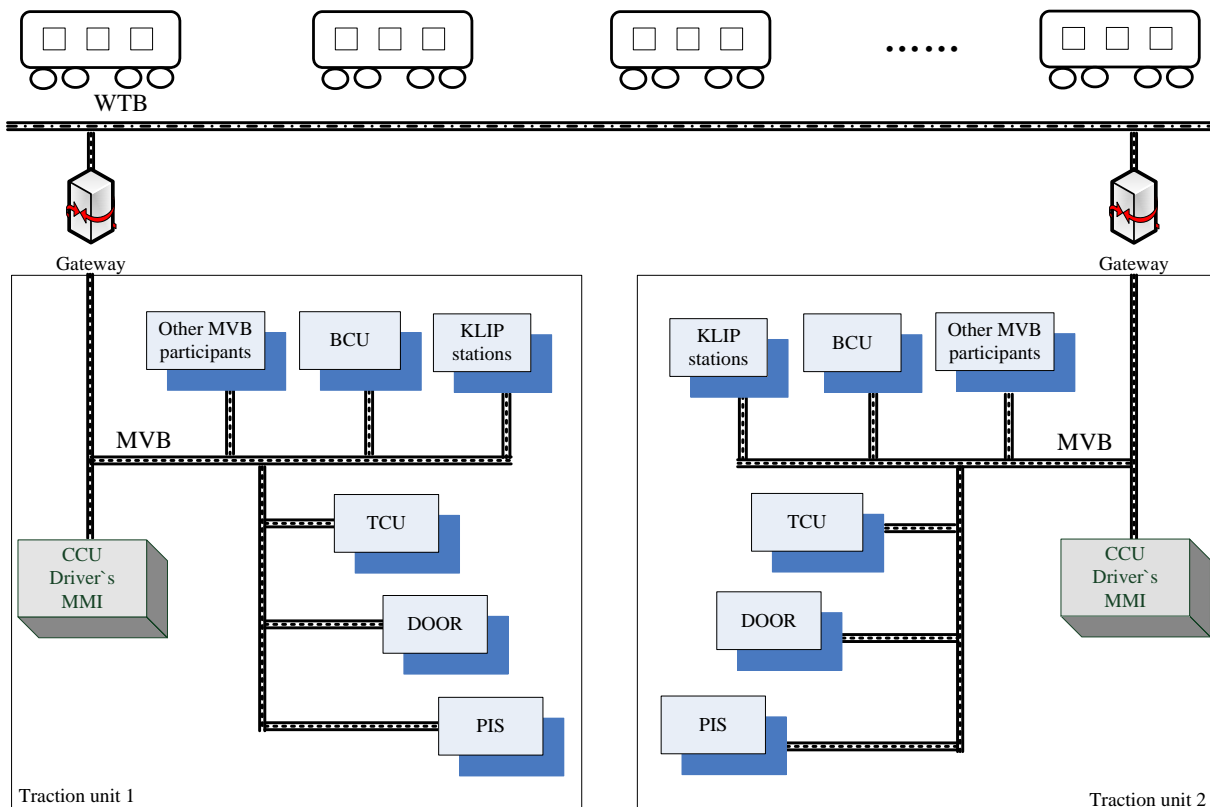 WTB
......
Gateway
Gateway
Other MVB
participants
BCU
KLIP
stations
MVB
TCU
DOOR
PIS
CCU
Driver`s
MMI
Traction unit 1
KLIP
stations
BCU
Other MVB
participants
MVB
TCU
DOOR
PIS
CCU
Driver`s
MMI
Traction unit 2